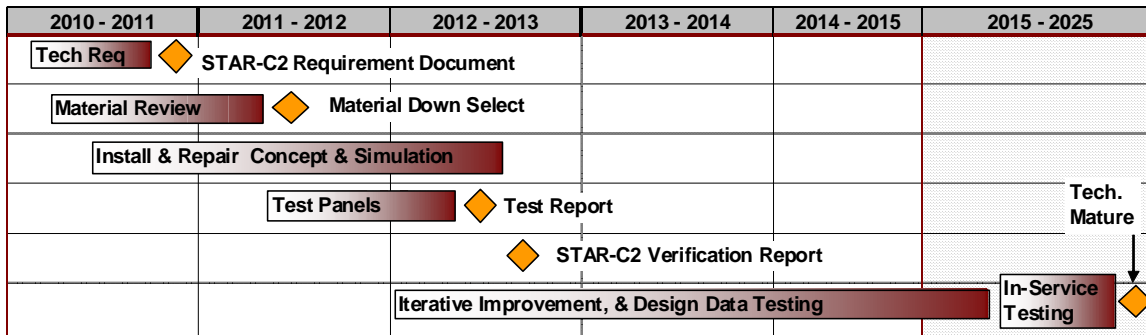 2010 - 2011 2011 - 2012 2012 - 2013 2013 - 2014 2014 - 2015 2015 - 2025
Tech Req STAR-C2 Requirement Document
Material Review Material Down Select
Install & Repair Concept & Simulation
Test Panels Test Report
Tech.
Mature
STAR-C2 Verification Report
Iterative Improvement, & Design Data Testing
In-Service
Testing